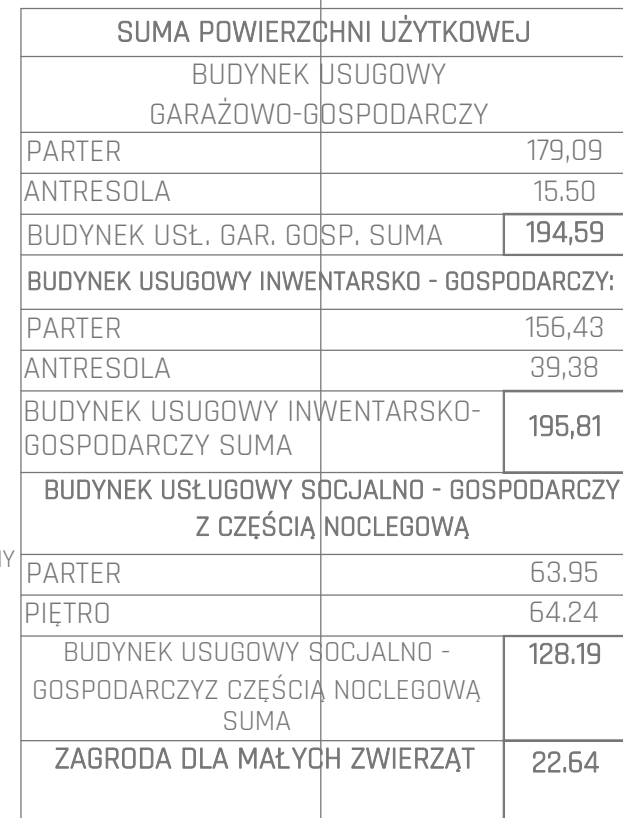 SUMA POWIERZCHNI UŻYTKOWEJ
BUDYNEK USUGOWY
GARAŻOWO-GOSPODARCZY
PARTER 179,09
ANTRESOLA 15.50
BUDYNEK USŁ. GAR. GOSP. SUMA 194,59
BUDYNEK USUGOWY INWENTARSKO - GOSPODARCZY:
PARTER 156,43
ANTRESOLA 39,38
BUDYNEK USUGOWY INWENTARSKO-
GOSPODARCZY SUMA 195,81
BUDYNEK USŁUGOWY SOCJALNO - GOSPODARCZY
Z CZĘŚCIĄ NOCLEGOWĄ
PARTER 63.95
PIĘTRO 64.24
BUDYNEK USUGOWY SOCJALNO - 128.19
GOSPODARCZYZ CZĘŚCIĄ NOCLEGOWĄ
SUMA
ZAGRODA DLA MAŁYCH ZWIERZĄT 22.64